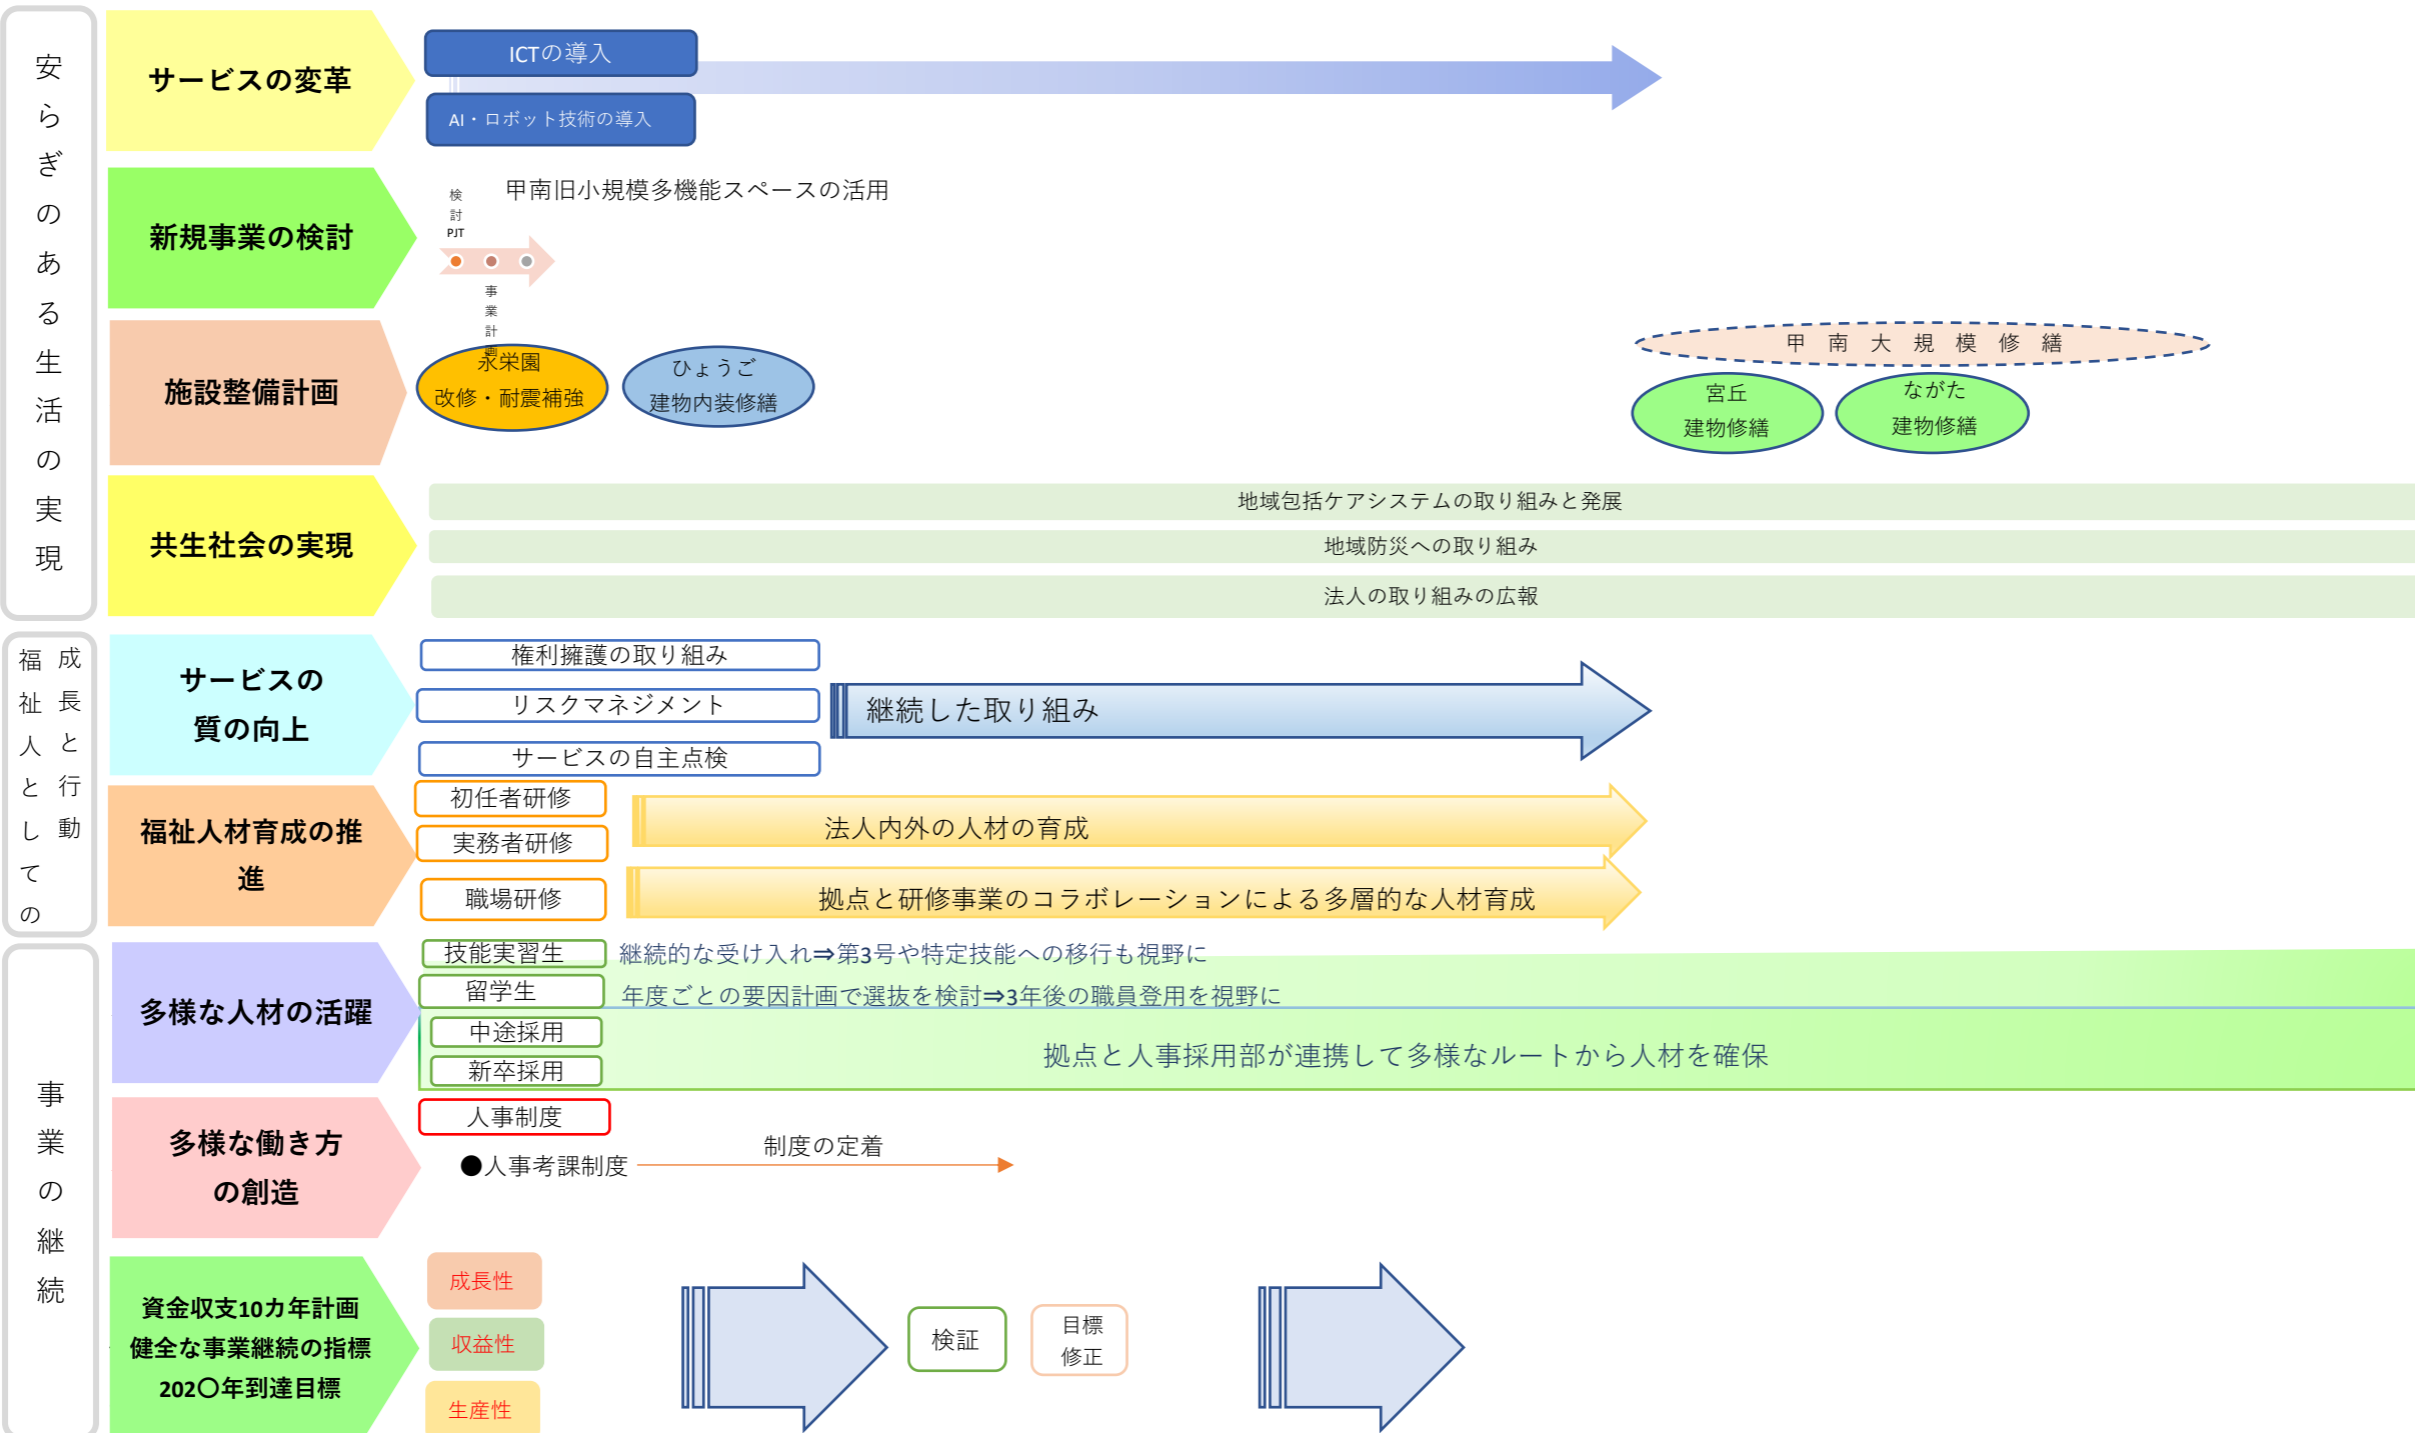 安らぎのある生活の実現
サービスの変革
ICTの導入
AI・ロボット技術の導入
新規事業の検討
検討PJT
甲南旧小規模多機能スペースの活用
事業計画
施設整備計画
永栄園
改修・耐震補強
ひょうご
建物内装修繕
甲南大規模修繕
宮丘
建物修繕
ながた
建物修繕
共生社会の実現
地域包括ケアシステムの取り組みと発展
地域防災への取り組み
法人の取り組みの広報
福祉人としての
成長と行動
サービスの
質の向上
権利擁護の取り組み
リスクマネジメント
サービスの自主点検
継続した取り組み
福祉人材育成の推
進
初任者研修
実務者研修
職場研修
法人内外の人材の育成
拠点と研修事業のコラボレーションによる多層的な人材育成
事業の継続
多様な人材の活躍
技能実習生
継続的な受け入れ⇒第3号や特定技能への移行も視野に
留学生
年度ごとの要因計画で選抜を検討⇒3年後の職員登用を視野に
中途採用
新卒採用
拠点と人事採用部が連携して多様なルートから人材を確保
多様な働き方
の創造
人事制度
●人事考課制度
制度の定着
資金収支10カ年計画
健全な事業継続の指標
202〇年到達目標
成長性
収益性
生産性
検証
目標
修正